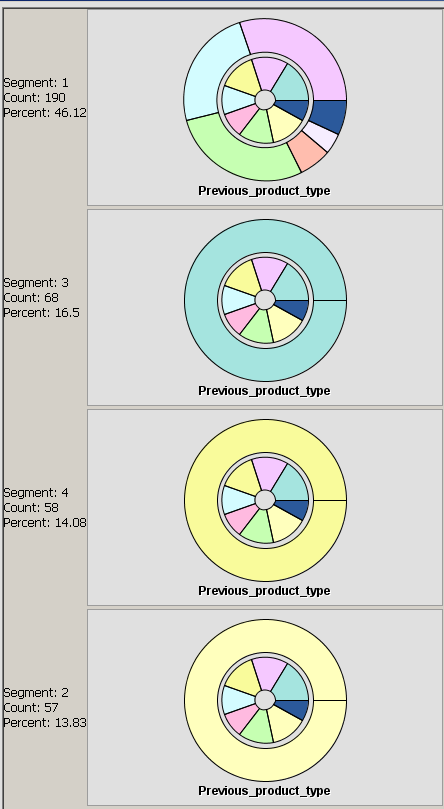 Segment: 1
Count: 190
Percent: 46.12
Previous_product_type
Segment: 3
Count: 68
Percent: 16.5
Previous_product_type
Segment: 4
Count: 58
Percent: 14.08
Previous_product_type
Segment: 2
Count: 57
Percent: 13.83
Previous_product_type